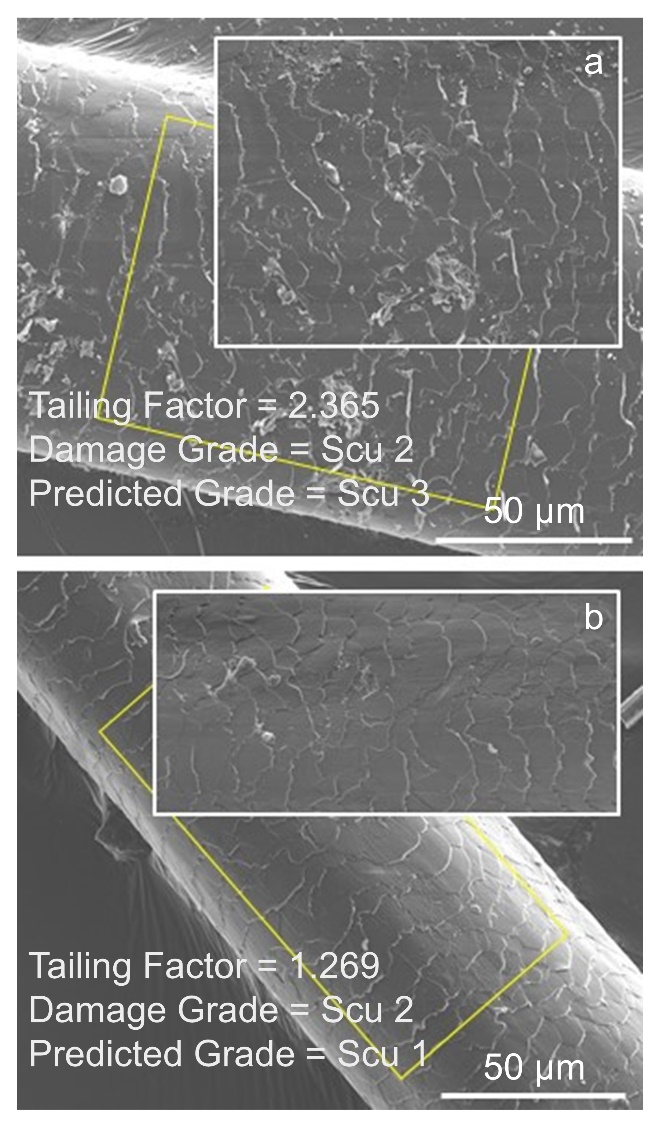 a
Tailing Factor = 2.365
Damage Grade = Scu 2
Predicted Grade = Scu 3
50 µm
b
Tailing Factor = 1.269
Damage Grade = Scu 2
Predicted Grade = Scu 1
50 µm